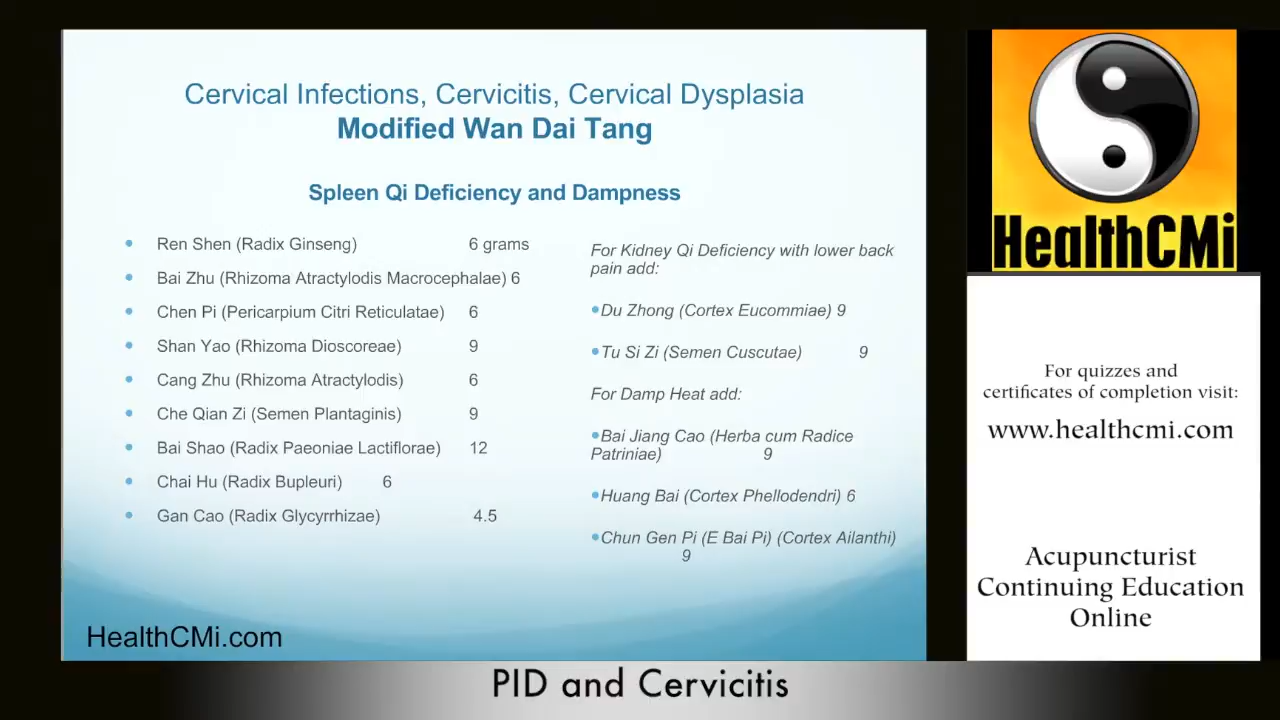 Cervical Infections, Cervicitis, Cervical Dysplasia
Modified Wan Dai Tang
Spleen Qi Deficiency and Dampness
• Ren Shen (Radix Ginseng) 6 grams
• Bai Zhu (Rhizoma Atractylodis Macrocephalae) 6
• Chen Pi (Pericarpium Citri Reticulatae) 6
• Shan Yao (Rhizoma Dioscoreae) 9
• Cang Zhu (Rhizoma Atractylodis) 6
• Che Qian Zi (Semen Plantaginis) 9
• Bai Shao (Radix Paeoniae Lactiflorae) 12
• Chai Hu (Radix Bupleuri) 6
• Gan Cao (Radix Glycyrrhizae) 4.5
For Kidney Qi Deficiency with lower back
pain add:
•Du Zhong (Cortex Eucommiae) 9
•Tu Si Zi (Semen Cuscutae) 9
For Damp Heat add:
•Bai Jiang Cao (Herba cum Radice
Patriniae) 9
•Huang Bai (Cortex Phellodendri) 6
•Chun Gen Pi (E Bai Pi) (Cortex Ailanthi)
9
HealthCMi.com
HealthCMi
For quizzes and
certificates of completion visit:
www.healthcmi.com
Acupuncturist
Continuing Education
Online
PID and Cervicitis